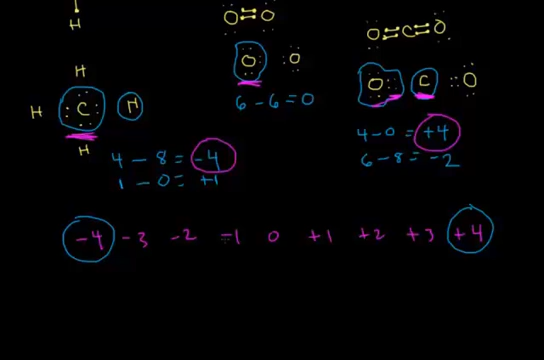 H
O=O
O=C=O
H
H C H
H
O O
O C O
6 - 6 = 0
4 - 8 = -4
1 - 0 = +1
4 - 0 = +4
6 - 8 = -2
-4 -3 -2 -1 0 +1 +2 +3 +4